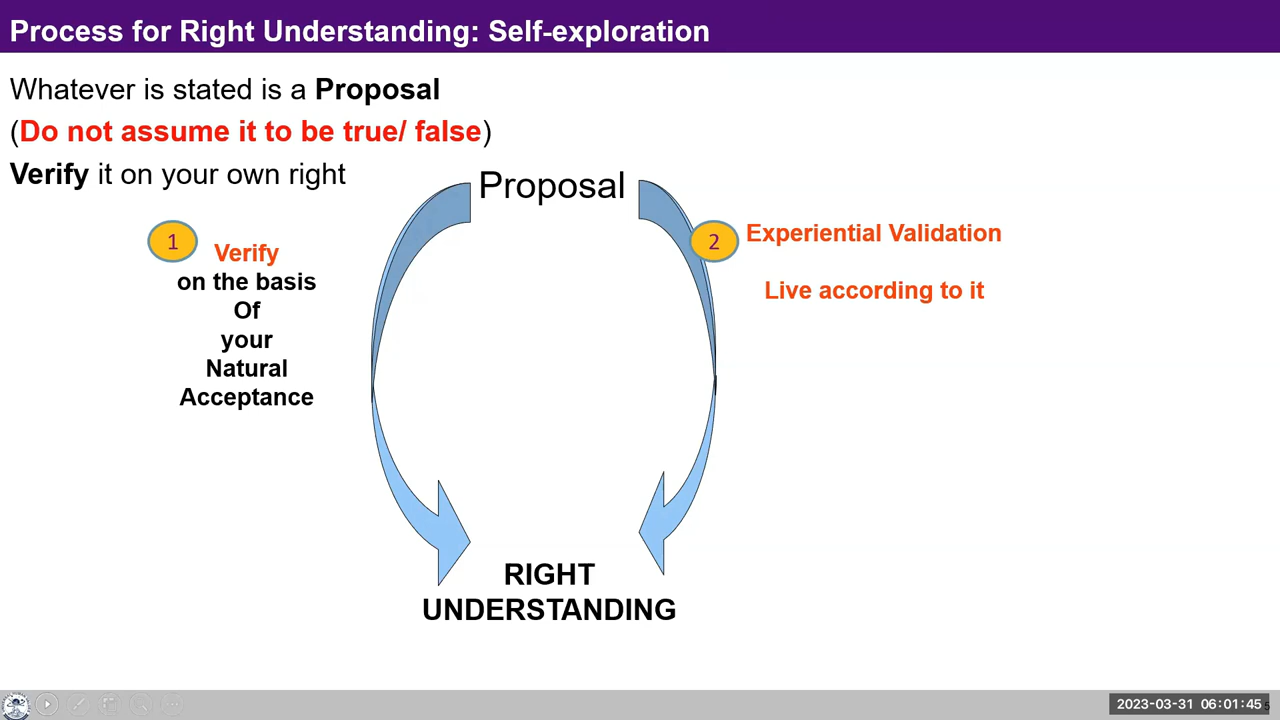 Process for Right Understanding: Self-exploration
Whatever is stated is a Proposal
(Do not assume it to be true/ false)
Verify it on your own right
Proposal
1
Verify
on the basis
Of
your
Natural
Acceptance
2
Experiential Validation
Live according to it
RIGHT
UNDERSTANDING
2023-03-31 06:01:45
5